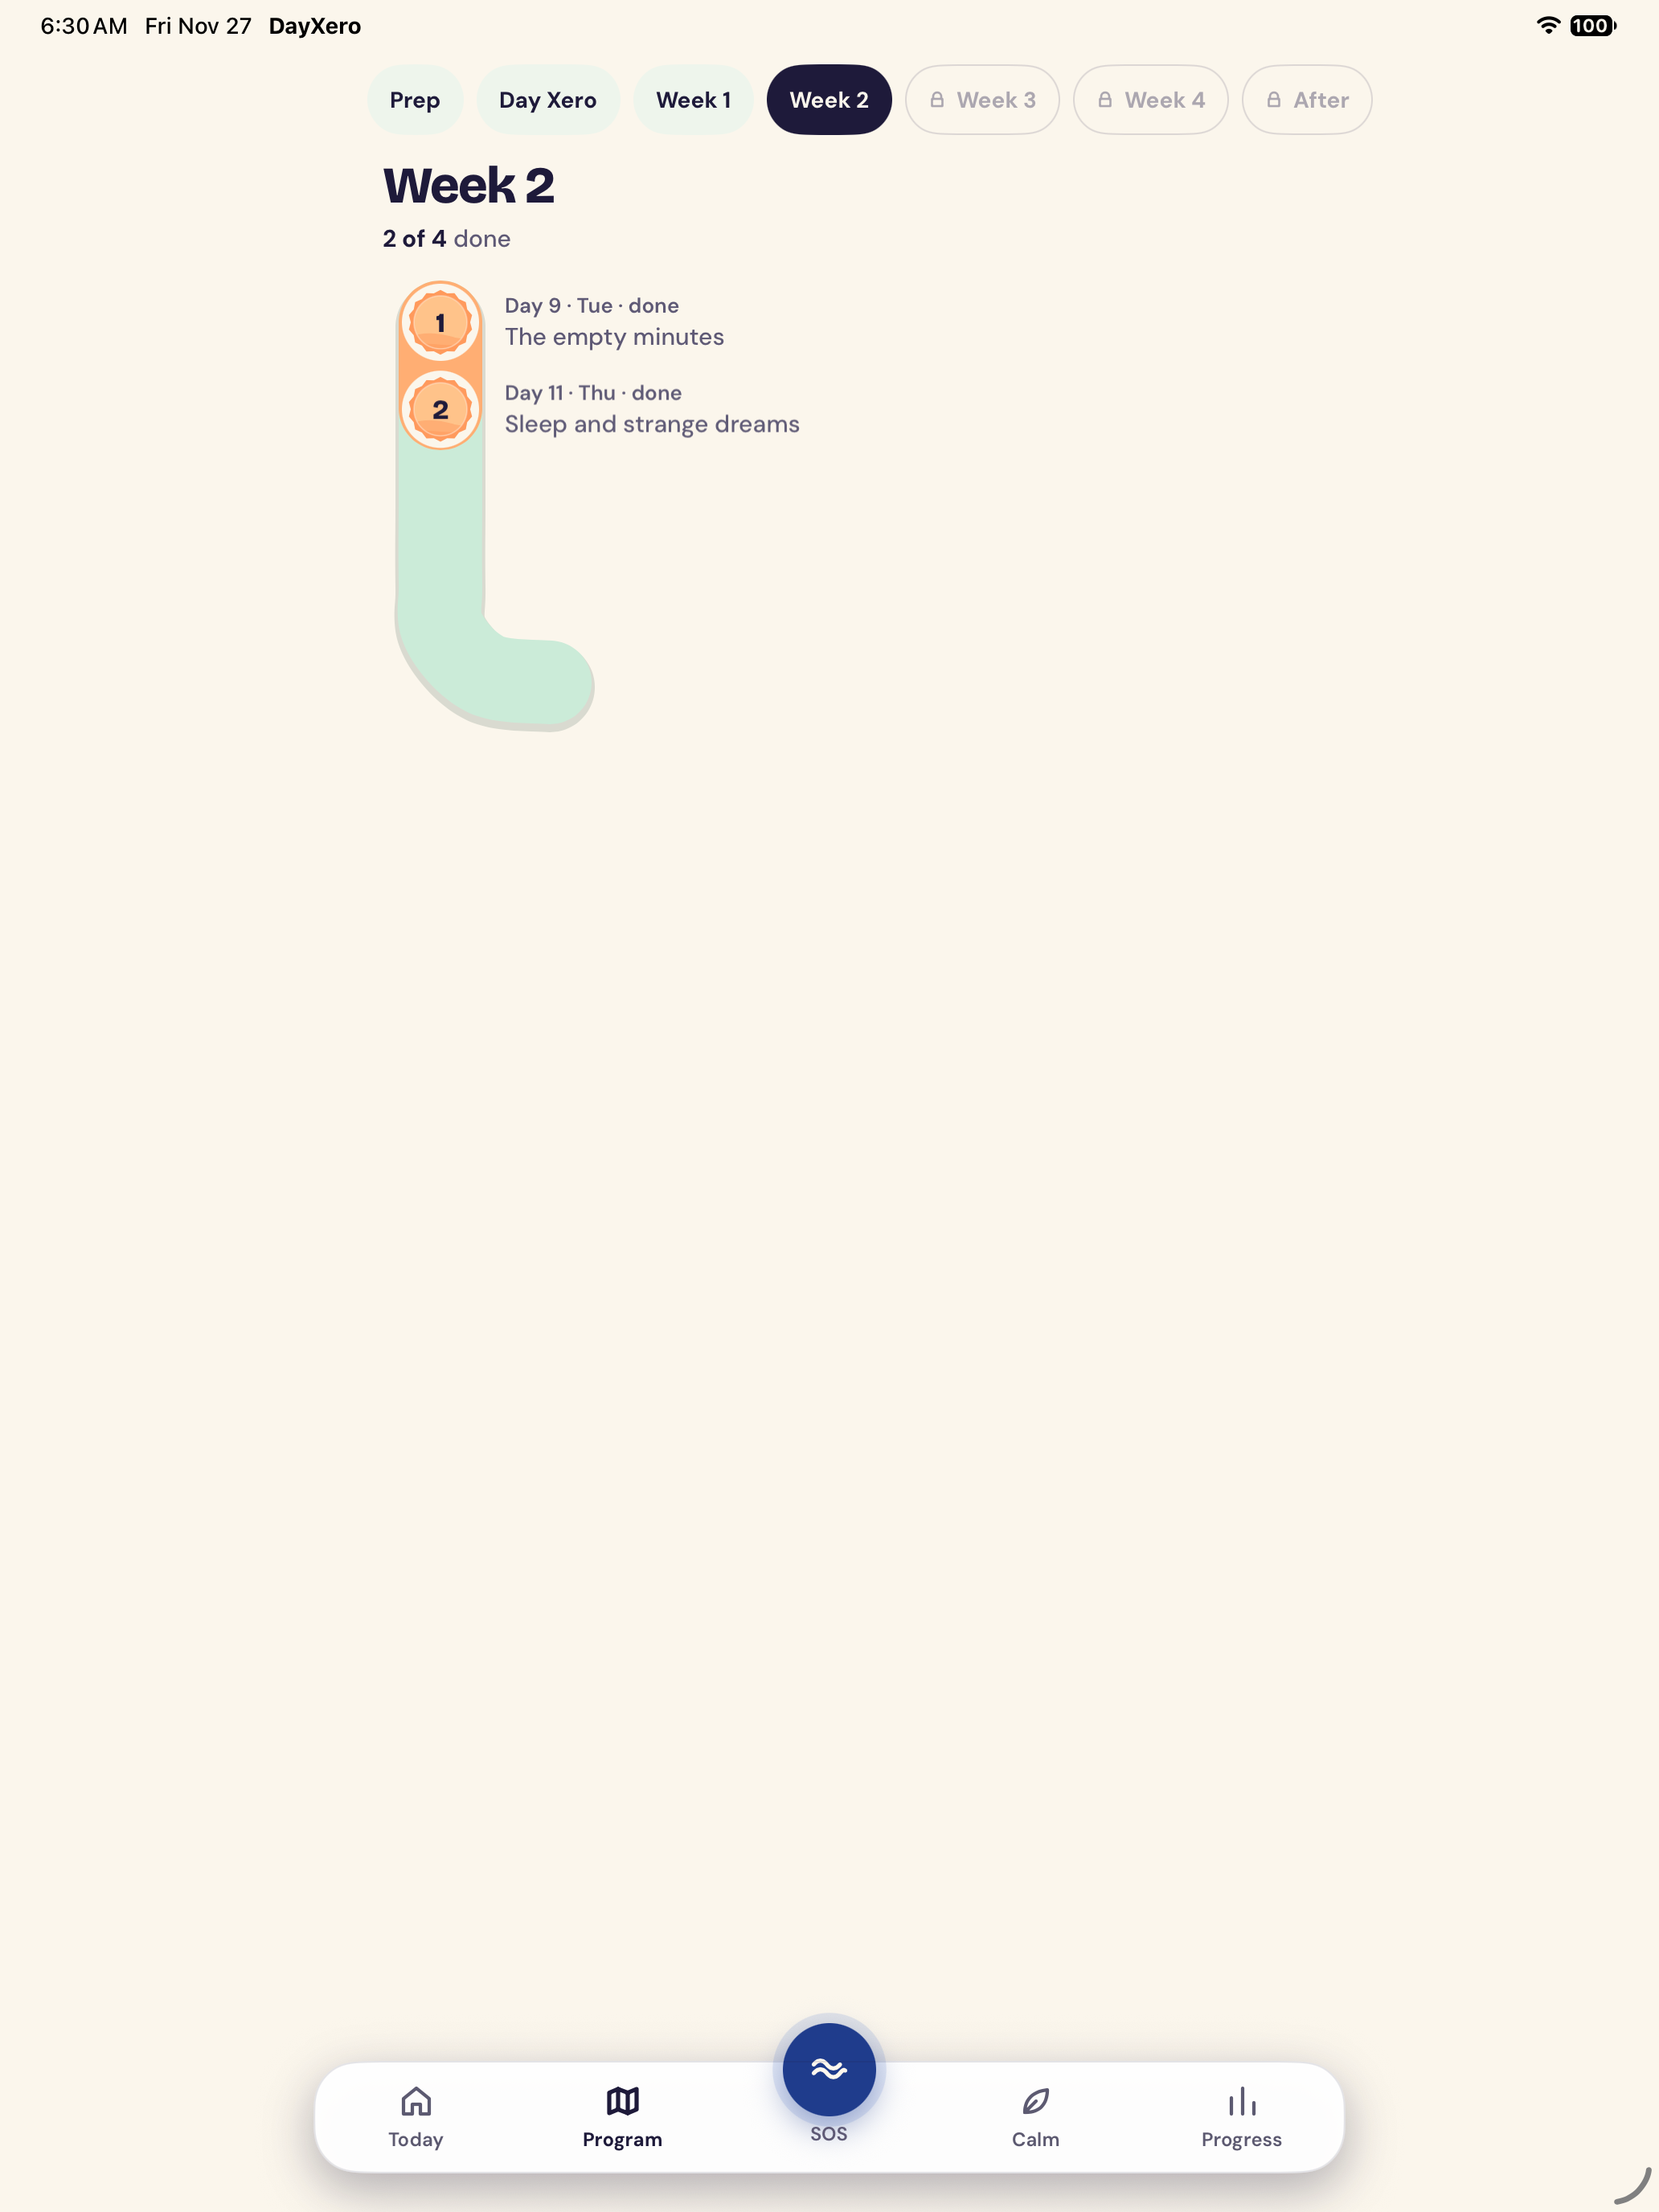 6:30 AM Fri Nov 27 DayXero 100
Prep Day Xero Week 1 Week 2 Week 3 Week 4 After
Week 2
2 of 4 done
1
Day 9 · Tue · done
The empty minutes
2
Day 11 · Thu · done
Sleep and strange dreams
Today Program SOS Calm Progress